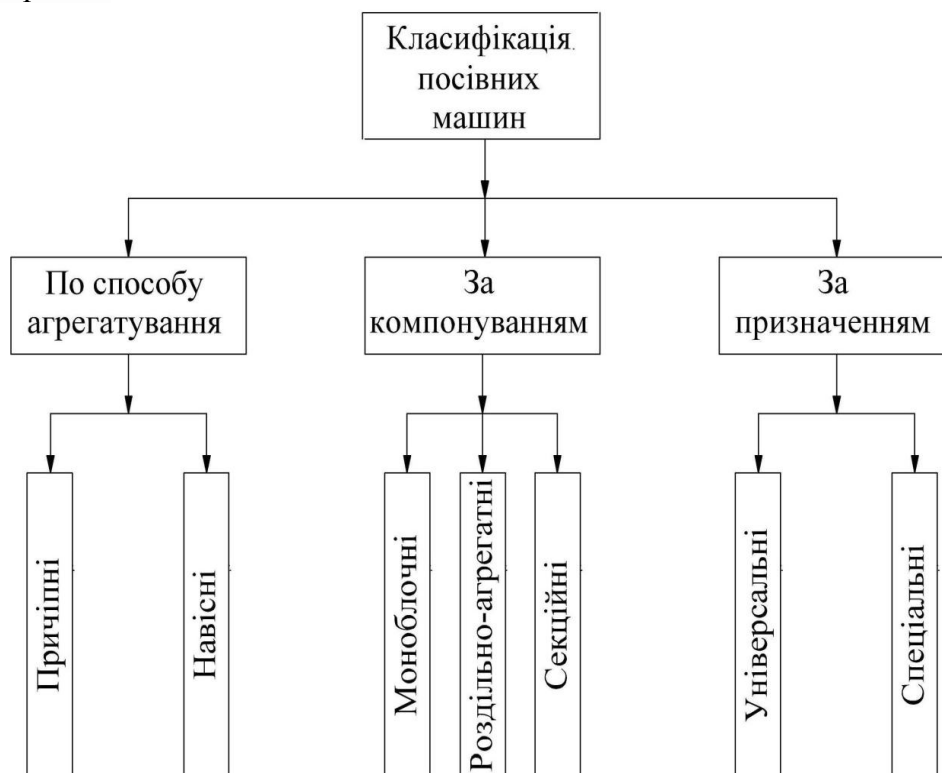 Класифікація
посівних
машин
По способу
агрегатування
За
компонуванням
За
призначенням
Причіпні
Навісні
Моноблочні
Роздільно-агрегатні
Секційні
Універсальні
Спеціальні